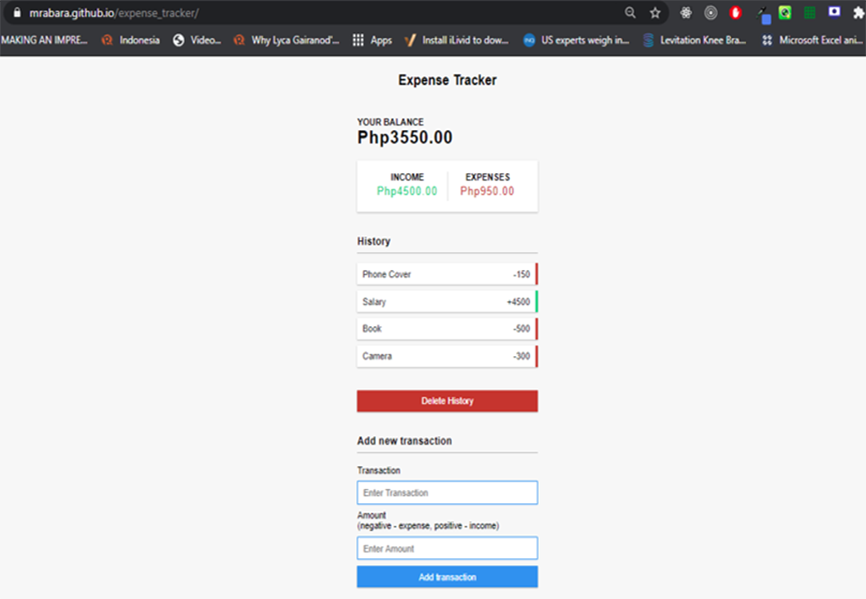 mrabara.github.io/expense_tracker/
MAKING AN IMPRE... Indonesia Video... Why Lyca Gairanod'... Apps Install iLivid to dow... US experts weigh in... Levitation Knee Bra... Microsoft Excel ani...
Expense Tracker
YOUR BALANCE
Php3550.00
INCOME EXPENSES
Php4500.00 Php950.00
History
Phone Cover -150
Salary +4500
Book -500
Camera -300
Delete History
Add new transaction
Transaction
Enter Transaction
Amount
(negative - expense, positive - income)
Enter Amount
Add transaction